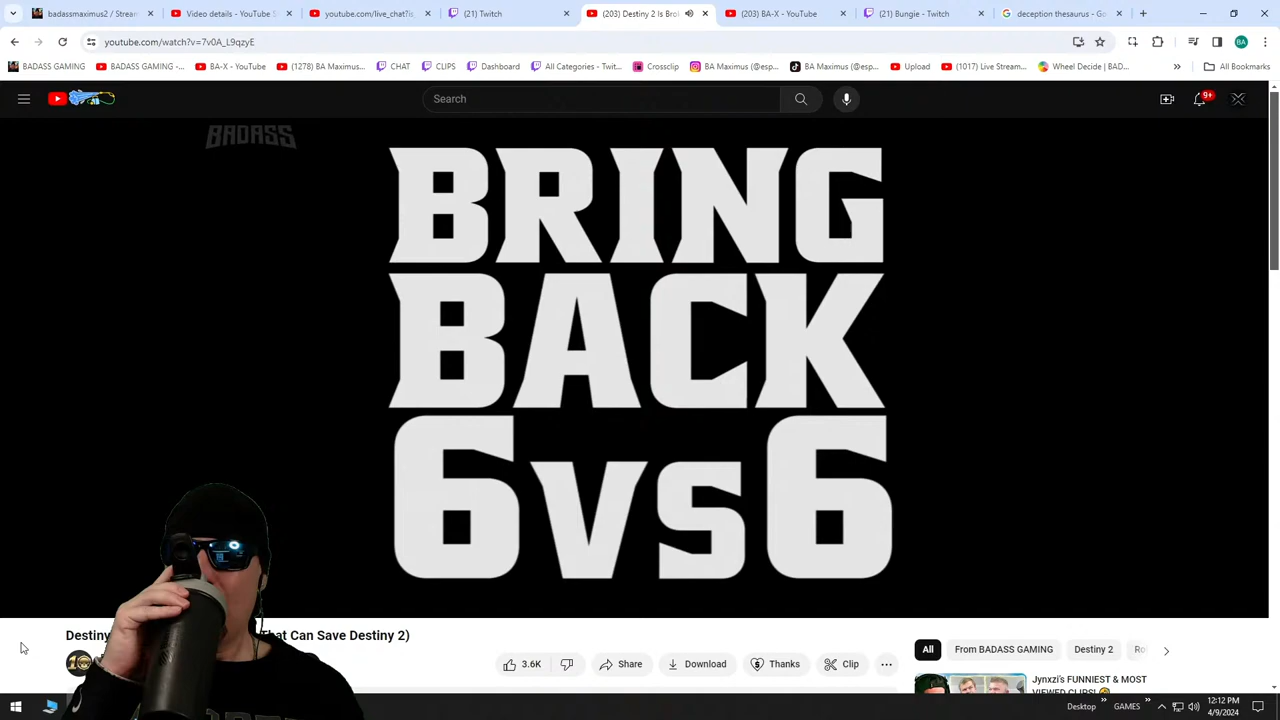 badassmaximus2 / Stream
Video details - YouTube S
youtube.com/live_chat?is
(21) Twitch
(203) Destiny 2 Is Bro
(203) BA-X - YouTube
(21) Bungie - Twitch
deception thesaurus - Go
youtube.com/watch?v=7v0A_L9qzyE
BA
BADASS GAMING
BADASS GAMING -...
BA-X - YouTube
(1278) BA Maximus (@esp...
CHAT
CLIPS
Dashboard
All Categories - Twit...
Crossclip
BA Maximus (@esp...
BA Maximus (@esp...
Upload
(1017) Live Stream...
Wheel Decide | BAD...
All Bookmarks
Search
9+
BADASS
BRING
BACK
6vs6
Destiny
That Can Save Destiny 2)
3.6K
Share
Download
Thanks
Clip
All
From BADASS GAMING
Destiny 2
Ro
Jynxzi's FUNNIEST & MOST
VIEWED CLIPS!
Desktop
GAMES
12:12 PM
4/9/2024